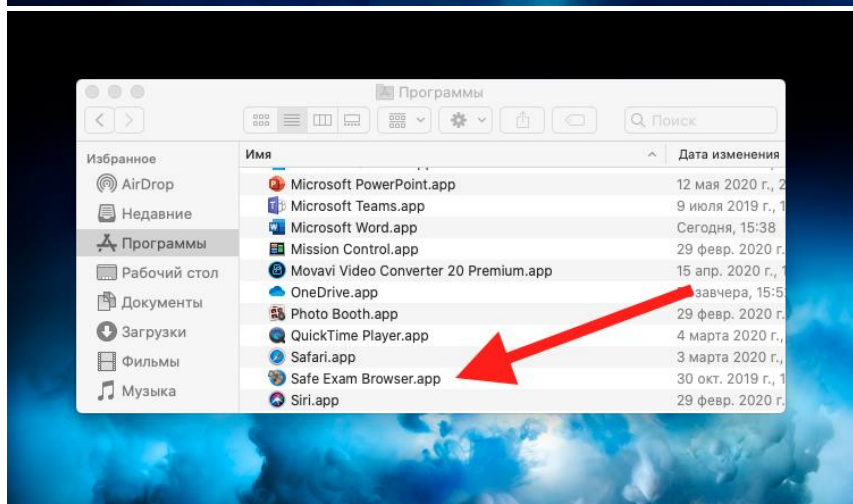 Программы
Поиск
Избранное
AirDrop
Недавние
Программы
Рабочий стол
Документы
Загрузки
Фильмы
Музыка
Имя Дата изменения
Microsoft PowerPoint.app 12 мая 2020 г., 2
Microsoft Teams.app 9 июля 2019 г., 1
Microsoft Word.app Сегодня, 15:38
Mission Control.app 29 февр. 2020 г.
Movavi Video Converter 20 Premium.app 15 апр. 2020 г., 1
OneDrive.app 15:5
Photo Booth.app 29 февр. 2020 г.
QuickTime Player.app 4 марта 2020 г.,
Safari.app 3 марта 2020 г.,
Safe Exam Browser.app 30 окт. 2019 г., 1
Siri.app 29 февр. 2020 г.